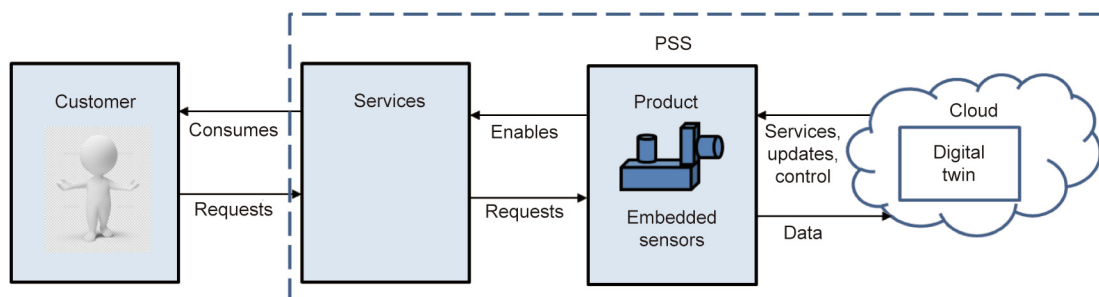 PSS
Customer
Consumes
Requests
Services
Enables
Requests
Product
Embedded
sensors
Services,
updates,
control
Data
Cloud
Digital
twin